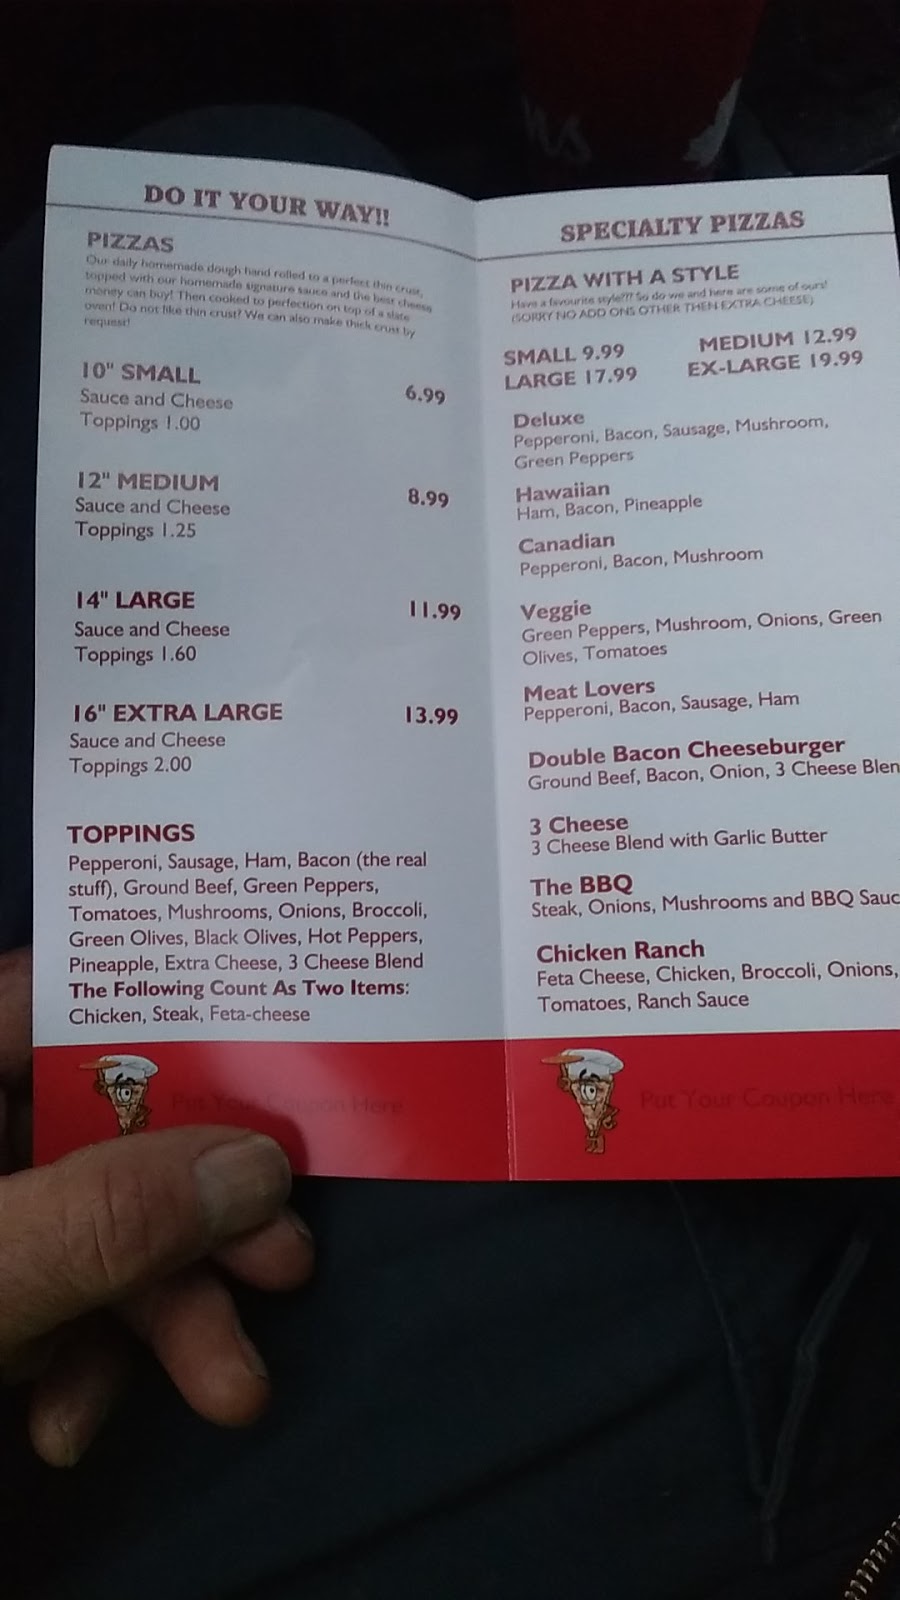 DO IT YOUR WAY!!
PIZZAS
Our daily homemade dough hand rolled to a perfect thin crust,
topped with our homemade signature sauce and the best cheese
money can buy! Then cooked to perfection on top of a slate
oven! Do not like thin crust? We can also make thick crust by
request!
10" SMALL
Sauce and Cheese 6.99
Toppings 1.00
12" MEDIUM
Sauce and Cheese 8.99
Toppings 1.25
14" LARGE 11.99
Sauce and Cheese
Toppings 1.60
16" EXTRA LARGE 13.99
Sauce and Cheese
Toppings 2.00
TOPPINGS
Pepperoni, Sausage, Ham, Bacon (the real
stuff), Ground Beef, Green Peppers,
Tomatoes, Mushrooms, Onions, Broccoli,
Green Olives, Black Olives, Hot Peppers,
Pineapple, Extra Cheese, 3 Cheese Blend
The Following Count As Two Items:
Chicken, Steak, Feta-cheese
Put Your Coupon Here
SPECIALTY PIZZAS
PIZZA WITH A STYLE
Have a favourite style??? So do we and here are some of ours!
(SORRY NO ADD ONS OTHER THEN EXTRA CHEESE)
SMALL 9.99 MEDIUM 12.99
LARGE 17.99 EX-LARGE 19.99
Deluxe
Pepperoni, Bacon, Sausage, Mushroom,
Green Peppers
Hawaiian
Ham, Bacon, Pineapple
Canadian
Pepperoni, Bacon, Mushroom
Veggie
Green Peppers, Mushroom, Onions, Green
Olives, Tomatoes
Meat Lovers
Pepperoni, Bacon, Sausage, Ham
Double Bacon Cheeseburger
Ground Beef, Bacon, Onion, 3 Cheese Blen
3 Cheese
3 Cheese Blend with Garlic Butter
The BBQ
Steak, Onions, Mushrooms and BBQ Sauc
Chicken Ranch
Feta Cheese, Chicken, Broccoli, Onions,
Tomatoes, Ranch Sauce
Put Your Coupon Here